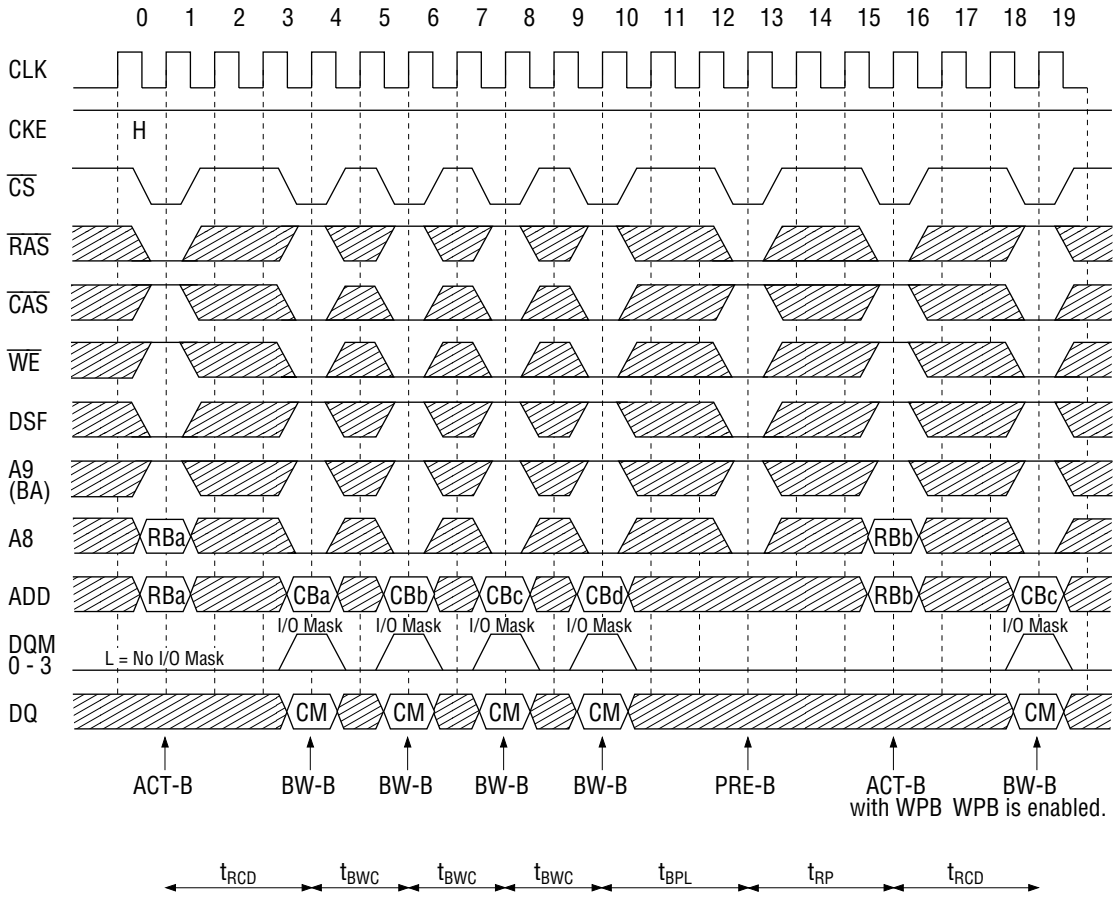 0 1 2 3 4 5 6 7 8 9 10 11 12 13 14 15 16 17 18 19
CLK
CKE H
CS
RAS
CAS
WE
DSF
A9
(BA)
A8 RBa RBb
ADD RBa CBa CBb CBc CBd RBb CBc
I/O Mask I/O Mask I/O Mask I/O Mask I/O Mask
DQM
0 - 3 L = No I/O Mask
DQ CM CM CM CM CM
ACT-B BW-B BW-B BW-B BW-B PRE-B ACT-B BW-B
with WPB WPB is enabled.
tRCD tBWC tBWC tBWC tBPL tRP tRCD